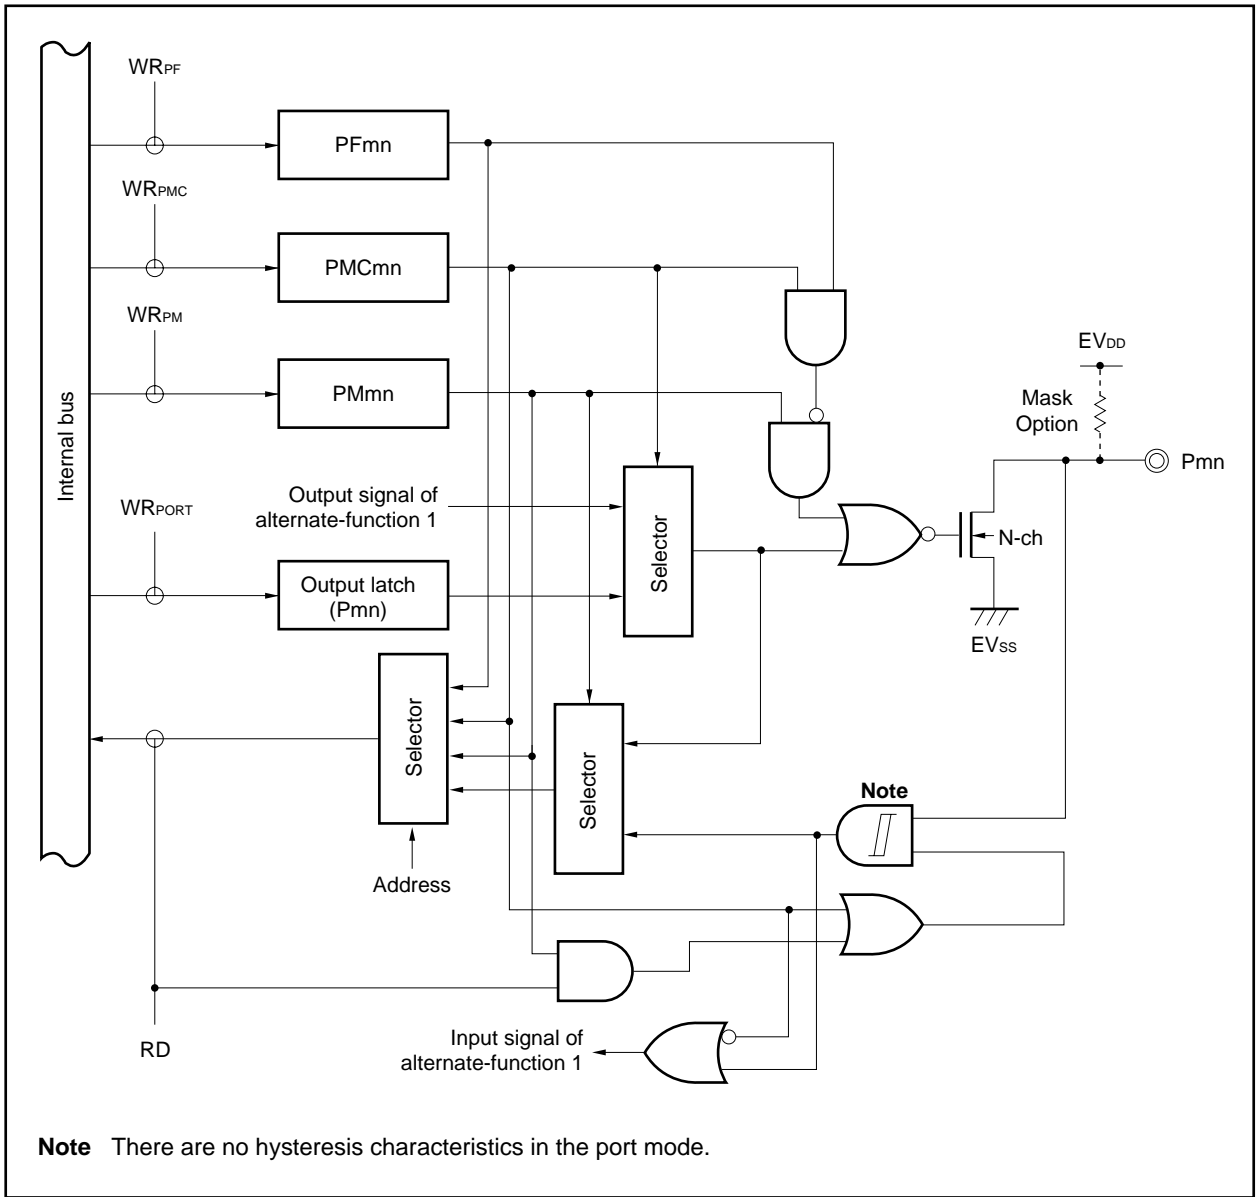 WRPF
PFmn
WRPMC
PMCmn
WRPM
PMmn
EVDD
Mask
Option
Pmn
Internal bus
Output signal of
alternate-function 1
WRPORT
Selector
N-ch
Output latch
(Pmn)
EVSS
Selector
Selector
Note
Address
RD
Input signal of
alternate-function 1
Note There are no hysteresis characteristics in the port mode.